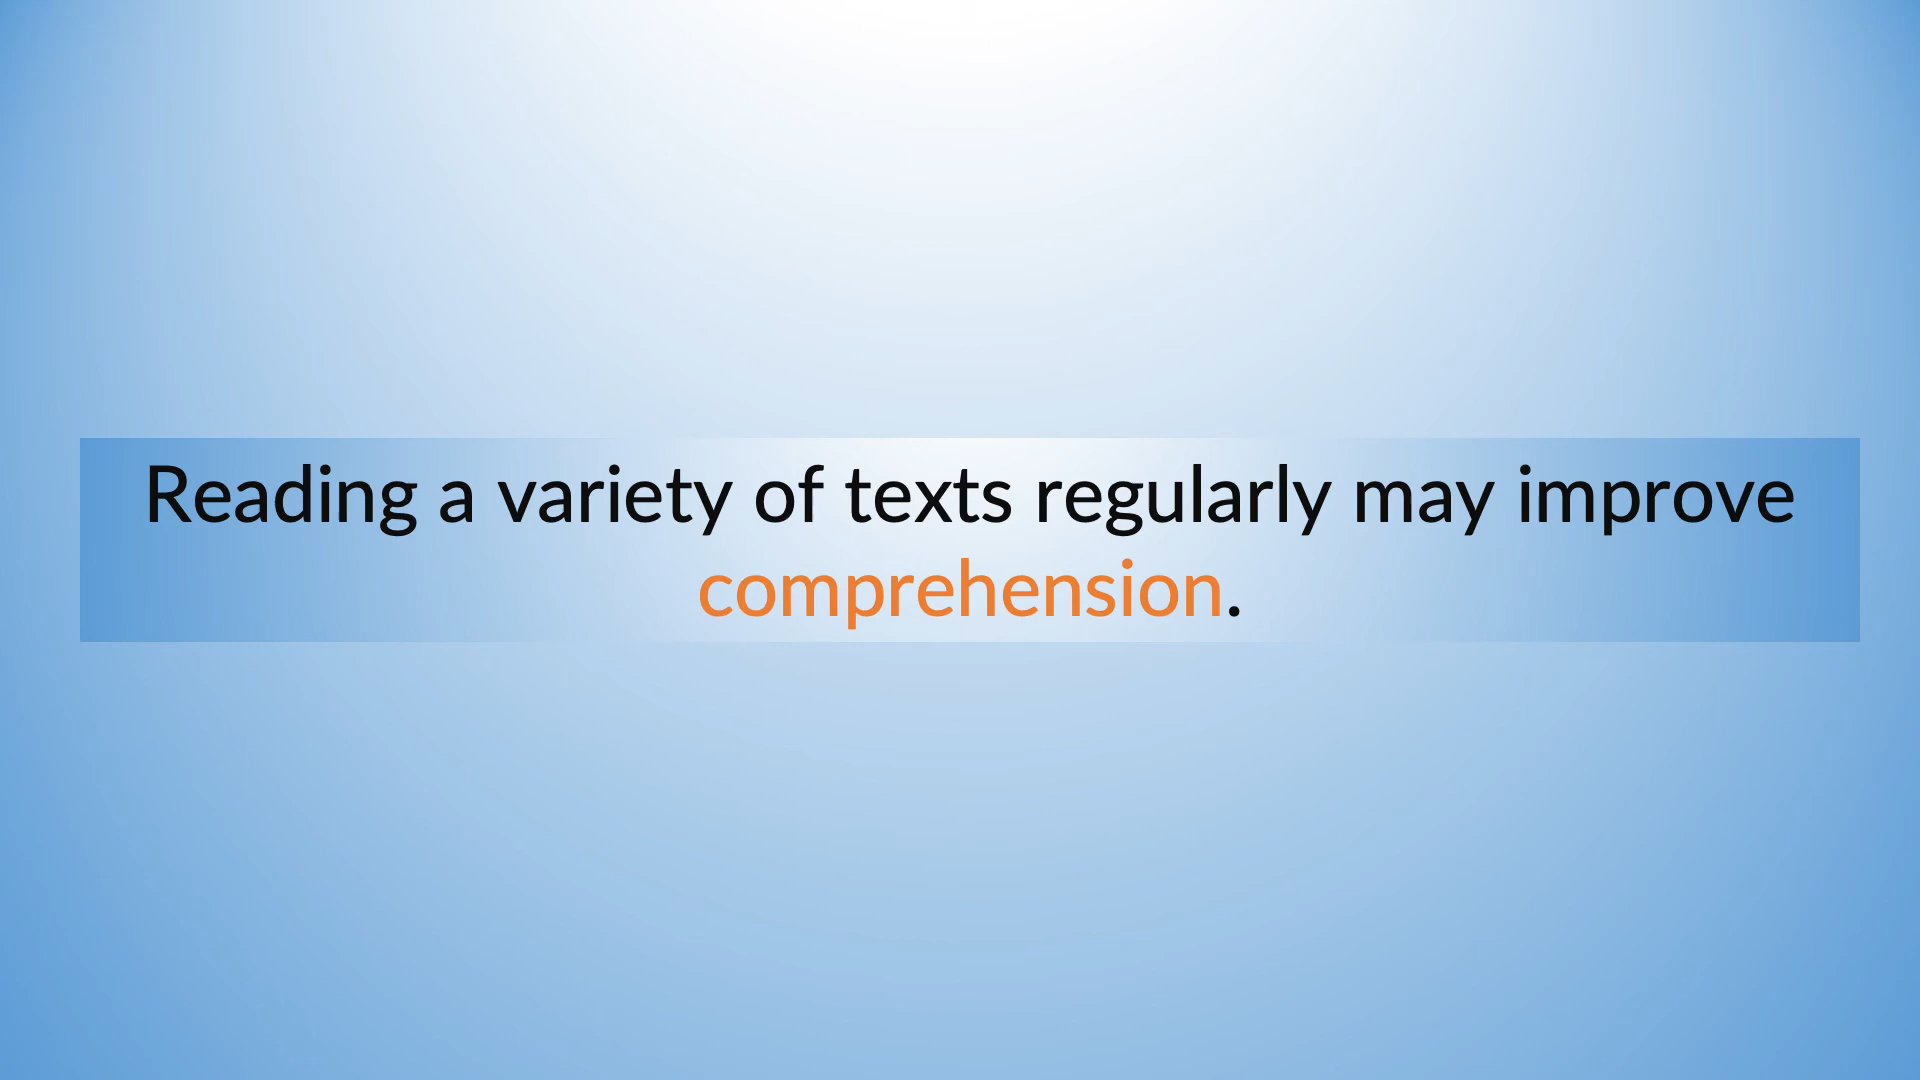 Reading a variety of texts regularly may improve
comprehension.